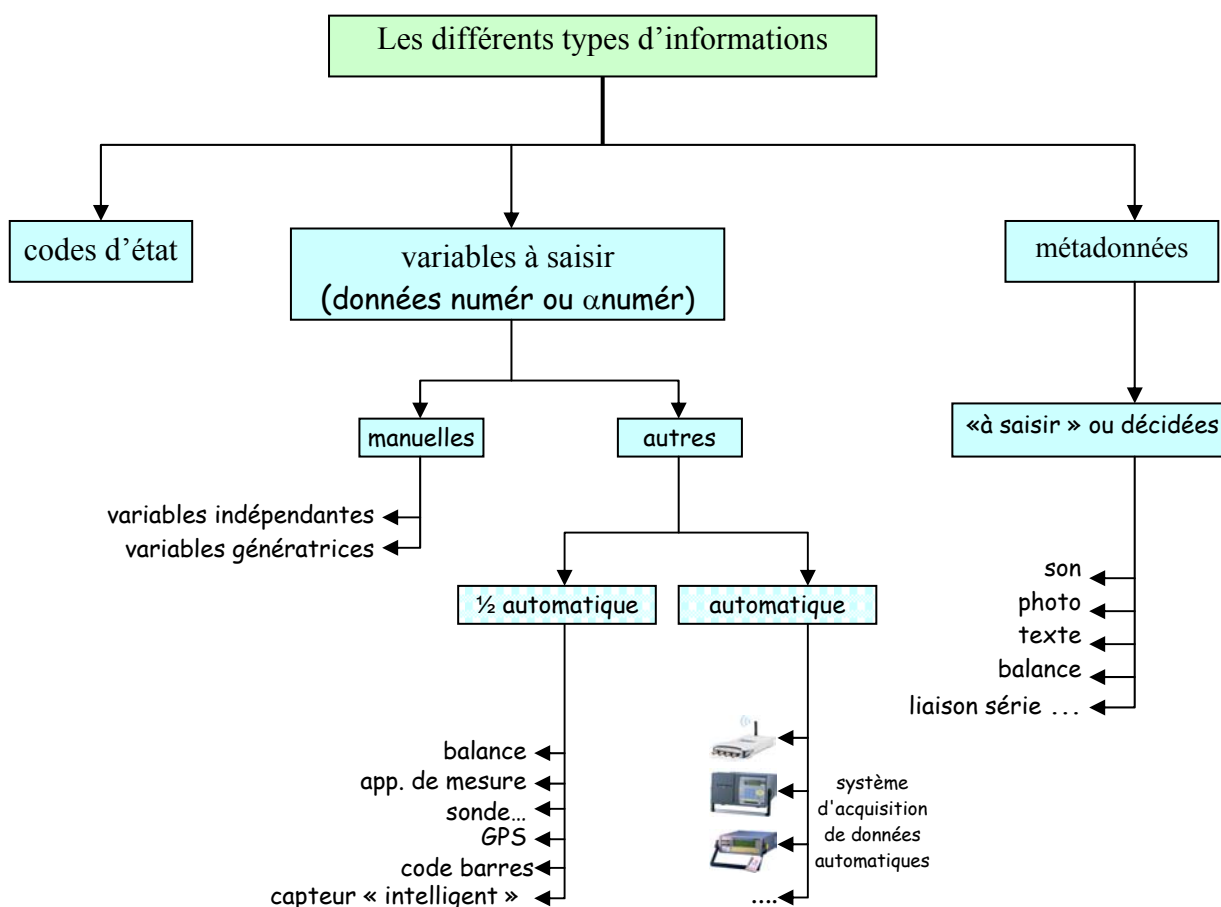 Les différents types d’informations
codes d’état
variables à saisir
(données numér ou αnumér)
métadonnées
manuelles
autres
«à saisir » ou décidées
variables indépendantes
variables génératrices
½ automatique
automatique
son
photo
texte
balance
liaison série ...
balance
app. de mesure
sonde...
GPS
code barres
capteur « intelligent »
système
d'acquisition
de données
automatiques
....